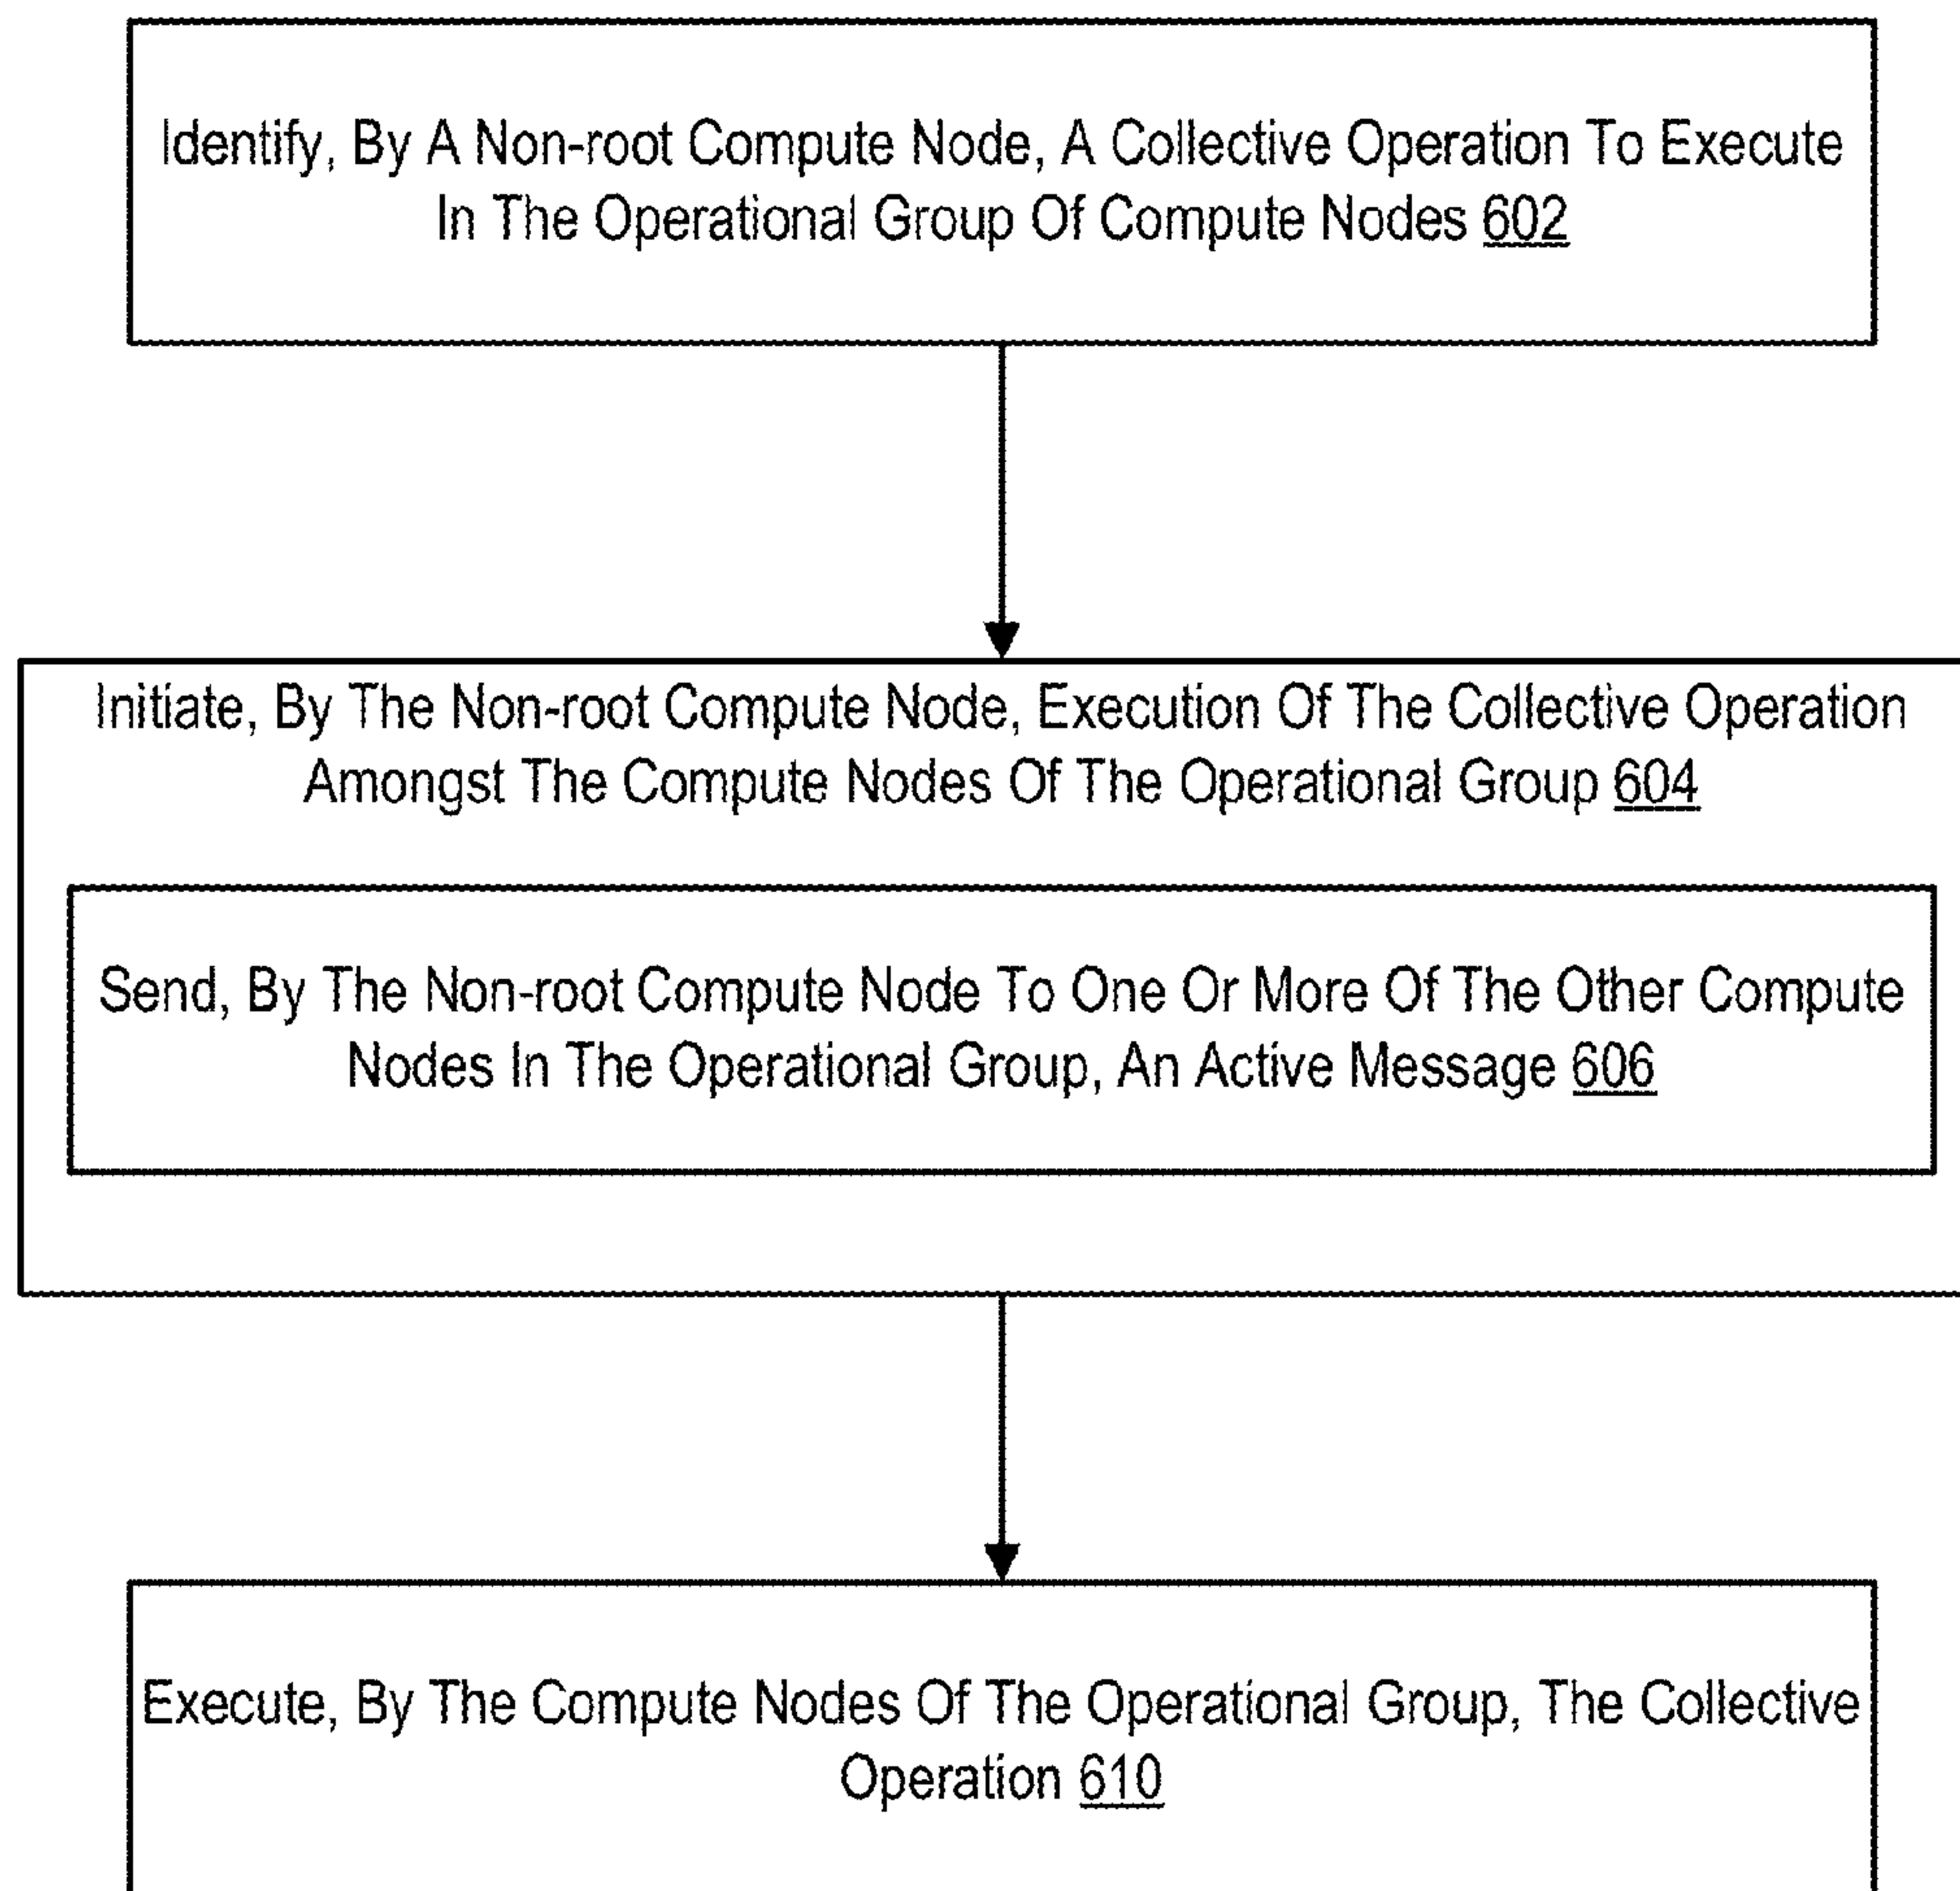 Identify, By A Non-root Compute Node, A Collective Operation To Execute
In The Operational Group Of Compute Nodes 602
Initiate, By The Non-root Compute Node, Execution Of The Collective Operation
Amongst The Compute Nodes Of The Operational Group 604
Send, By The Non-root Compute Node To One Or More Of The Other Compute
Nodes In The Operational Group, An Active Message 606
Execute, By The Compute Nodes Of The Operational Group, The Collective
Operation 610